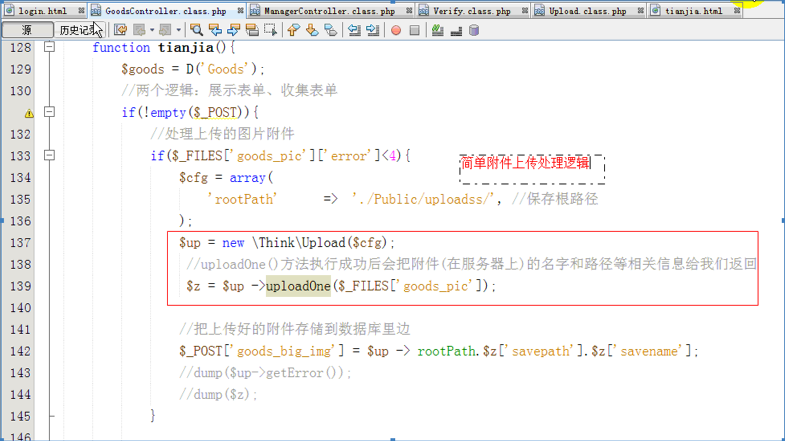 login.html GoodsController.class.php ManagerController.class.php Verify.class.php Upload.class.php tianjia.html
源 历史记录
128 function tianjia(){
129 $goods = D('Goods');
130 //两个逻辑: 展示表单、收集表单
if(!empty($_POST)){
132 //处理上传的图片附件
133 if($_FILES['goods_pic']['error']<4){
简单附件上传处理逻辑
134 $cfg = array(
135 'rootPath' => './Public/uploadss/', //保存根路径
136 );
137 $up = new \Think\Upload($cfg);
138 //uploadOne()方法执行成功后会把附件(在服务器上)的名字和路径等相关信息给我们返回
139 $z = $up ->uploadOne($_FILES['goods_pic']);
140
141 //把上传好的附件存储到数据库里边
142 $_POST['goods_big_img'] = $up -> rootPath.$z['savepath'].$z['savename'];
143 //dump($up->getError());
144 //dump($z);
145 }